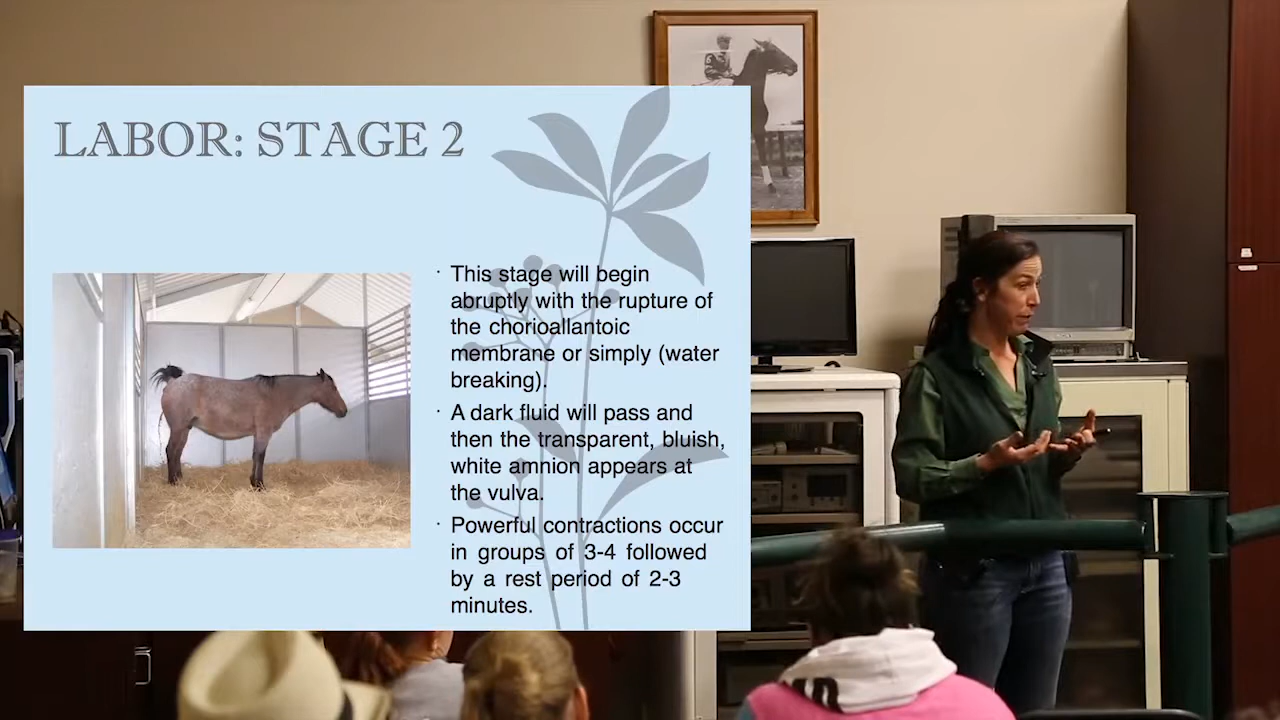 LABOR: STAGE 2
· This stage will begin
abruptly with the rupture of
the chorioallantoic
membrane or simply (water
breaking).
· A dark fluid will pass and
then the transparent, bluish,
white amnion appears at
the vulva.
· Powerful contractions occur
in groups of 3-4 followed
by a rest period of 2-3
minutes.